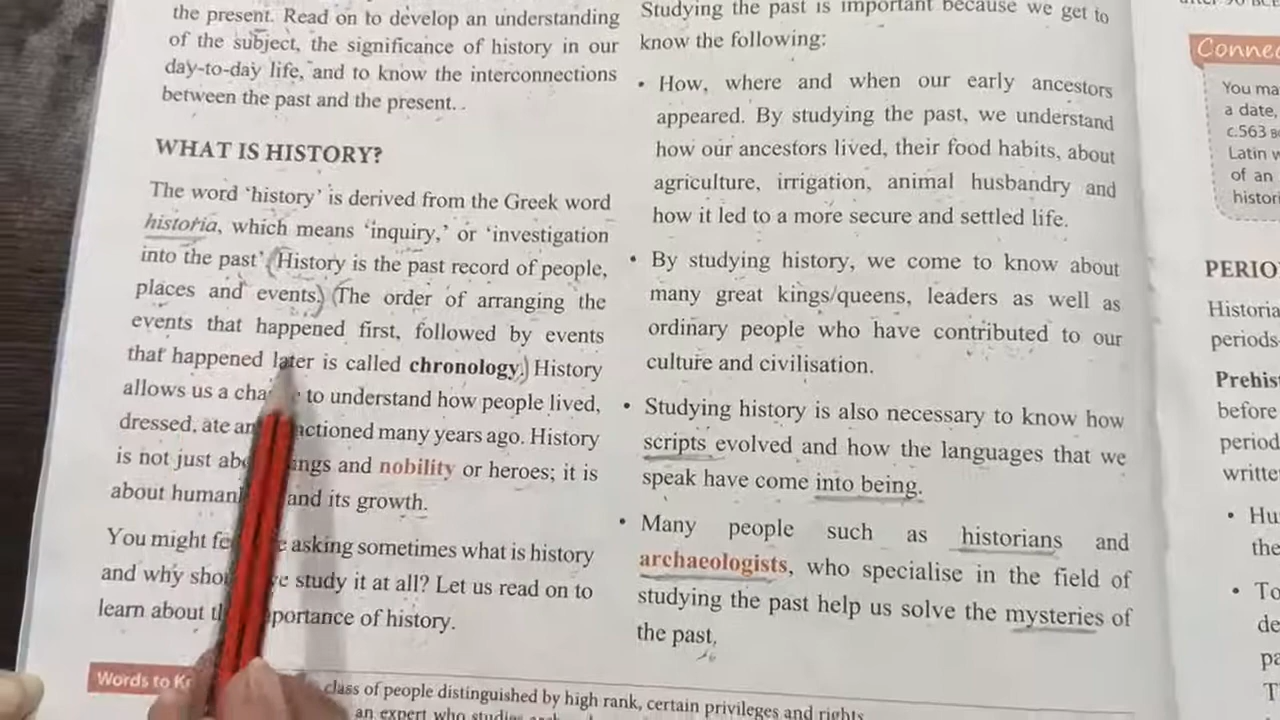 the present. Read on to develop an understanding
of the subject, the significance of history in our
day-to-day life, and to know the interconnections
between the past and the present. .
WHAT IS HISTORY?
The word ‘history’ is derived from the Greek word
historia, which means ‘inquiry,’ or ‘investigation
into the past’. (History is the past record of people,
places and events.) (The order of arranging the
events that happened first, followed by events
that happened later is called chronology.) History
allows us a to understand how people lived,
dressed, ate many years ago. History
is not just and nobility or heroes; it is
about and its growth.
You might asking sometimes what is history
and why study it at all? Let us read on to
learn about of history.
Words to
class of people distinguished by high rank, certain privileges and rights
an expert who
Studying the past is important because we get to
know the following:
• How, where and when our early ancestors
appeared. By studying the past, we understand
how our ancestors lived, their food habits, about
agriculture, irrigation, animal husbandry and
how it led to a more secure and settled life.
• By studying history, we come to know about
many great kings/queens, leaders as well as
ordinary people who have contributed to our
culture and civilisation.
• Studying history is also necessary to know how
scripts evolved and how the languages that we
speak have come into being.
• Many people such as historians and
archaeologists, who specialise in the field of
studying the past help us solve the mysteries of
the past.
You
a date,
c.563
Latin
of an
PERIO
periods
before
period
• 
the
• To